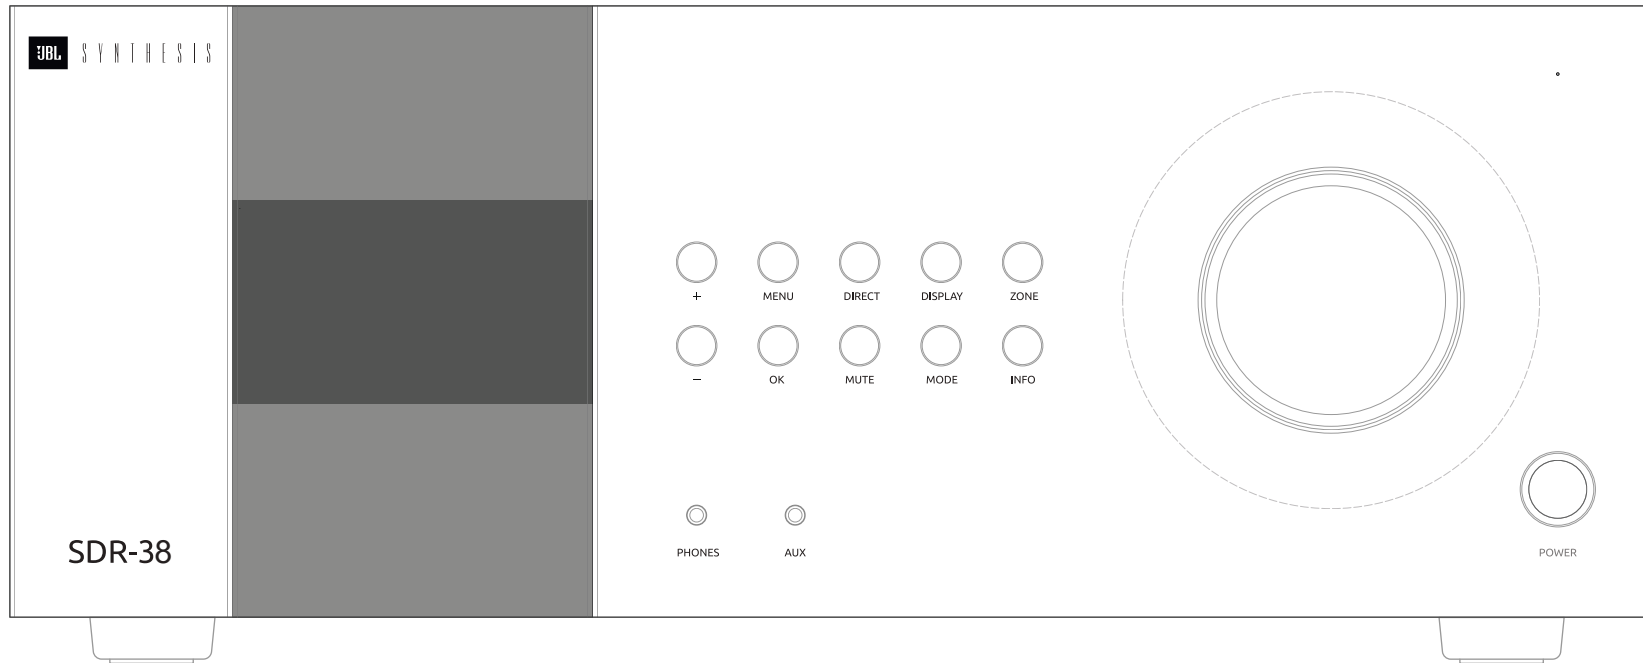 JBL SYNTHESIS
+ MENU DIRECT DISPLAY ZONE
− OK MUTE MODE INFO
SDR-38
PHONES AUX
POWER